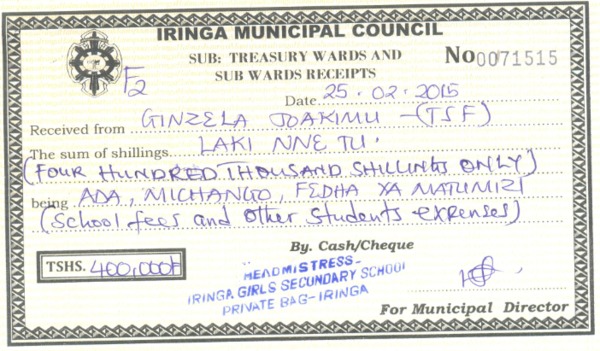 IRINGA MUNICIPAL COUNCIL
SUB: TREASURY WARDS AND
SUB WARDS RECEIPTS
No 0071515
F2
Date 25.02.2015
Received from GINZELA JOAKIMU - (TSF)
The sum of shillings LAKI NNE TU.
(FOUR HUNDRED THOUSAND SHILLINGS ONLY)
being ADA, MICHANGO, FEDHA YA MATUMIZI
(School fees and other students expenses)
By. Cash/Cheque
TSHS. 400,000/=
HEADMISTRESS-
IRINGA GIRLS SECUNDARY SCHOOL
PRIVATE BAG-IRINGA
For Municipal Director